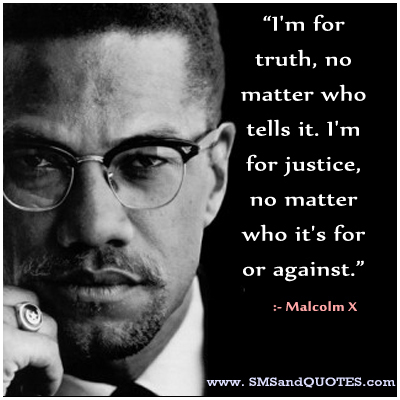 “I'm for
truth, no
matter who
tells it. I'm
for justice,
no matter
who it's for
or against.”
:- Malcolm X
www. SMSandQUOTES.com